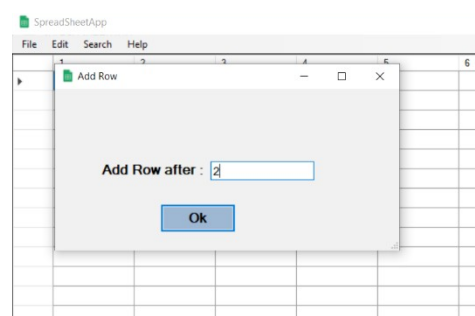 SpreadSheetApp
File Edit Search Help
1 2 3 4 5 6
Add Row
Add Row after : 2
Ok